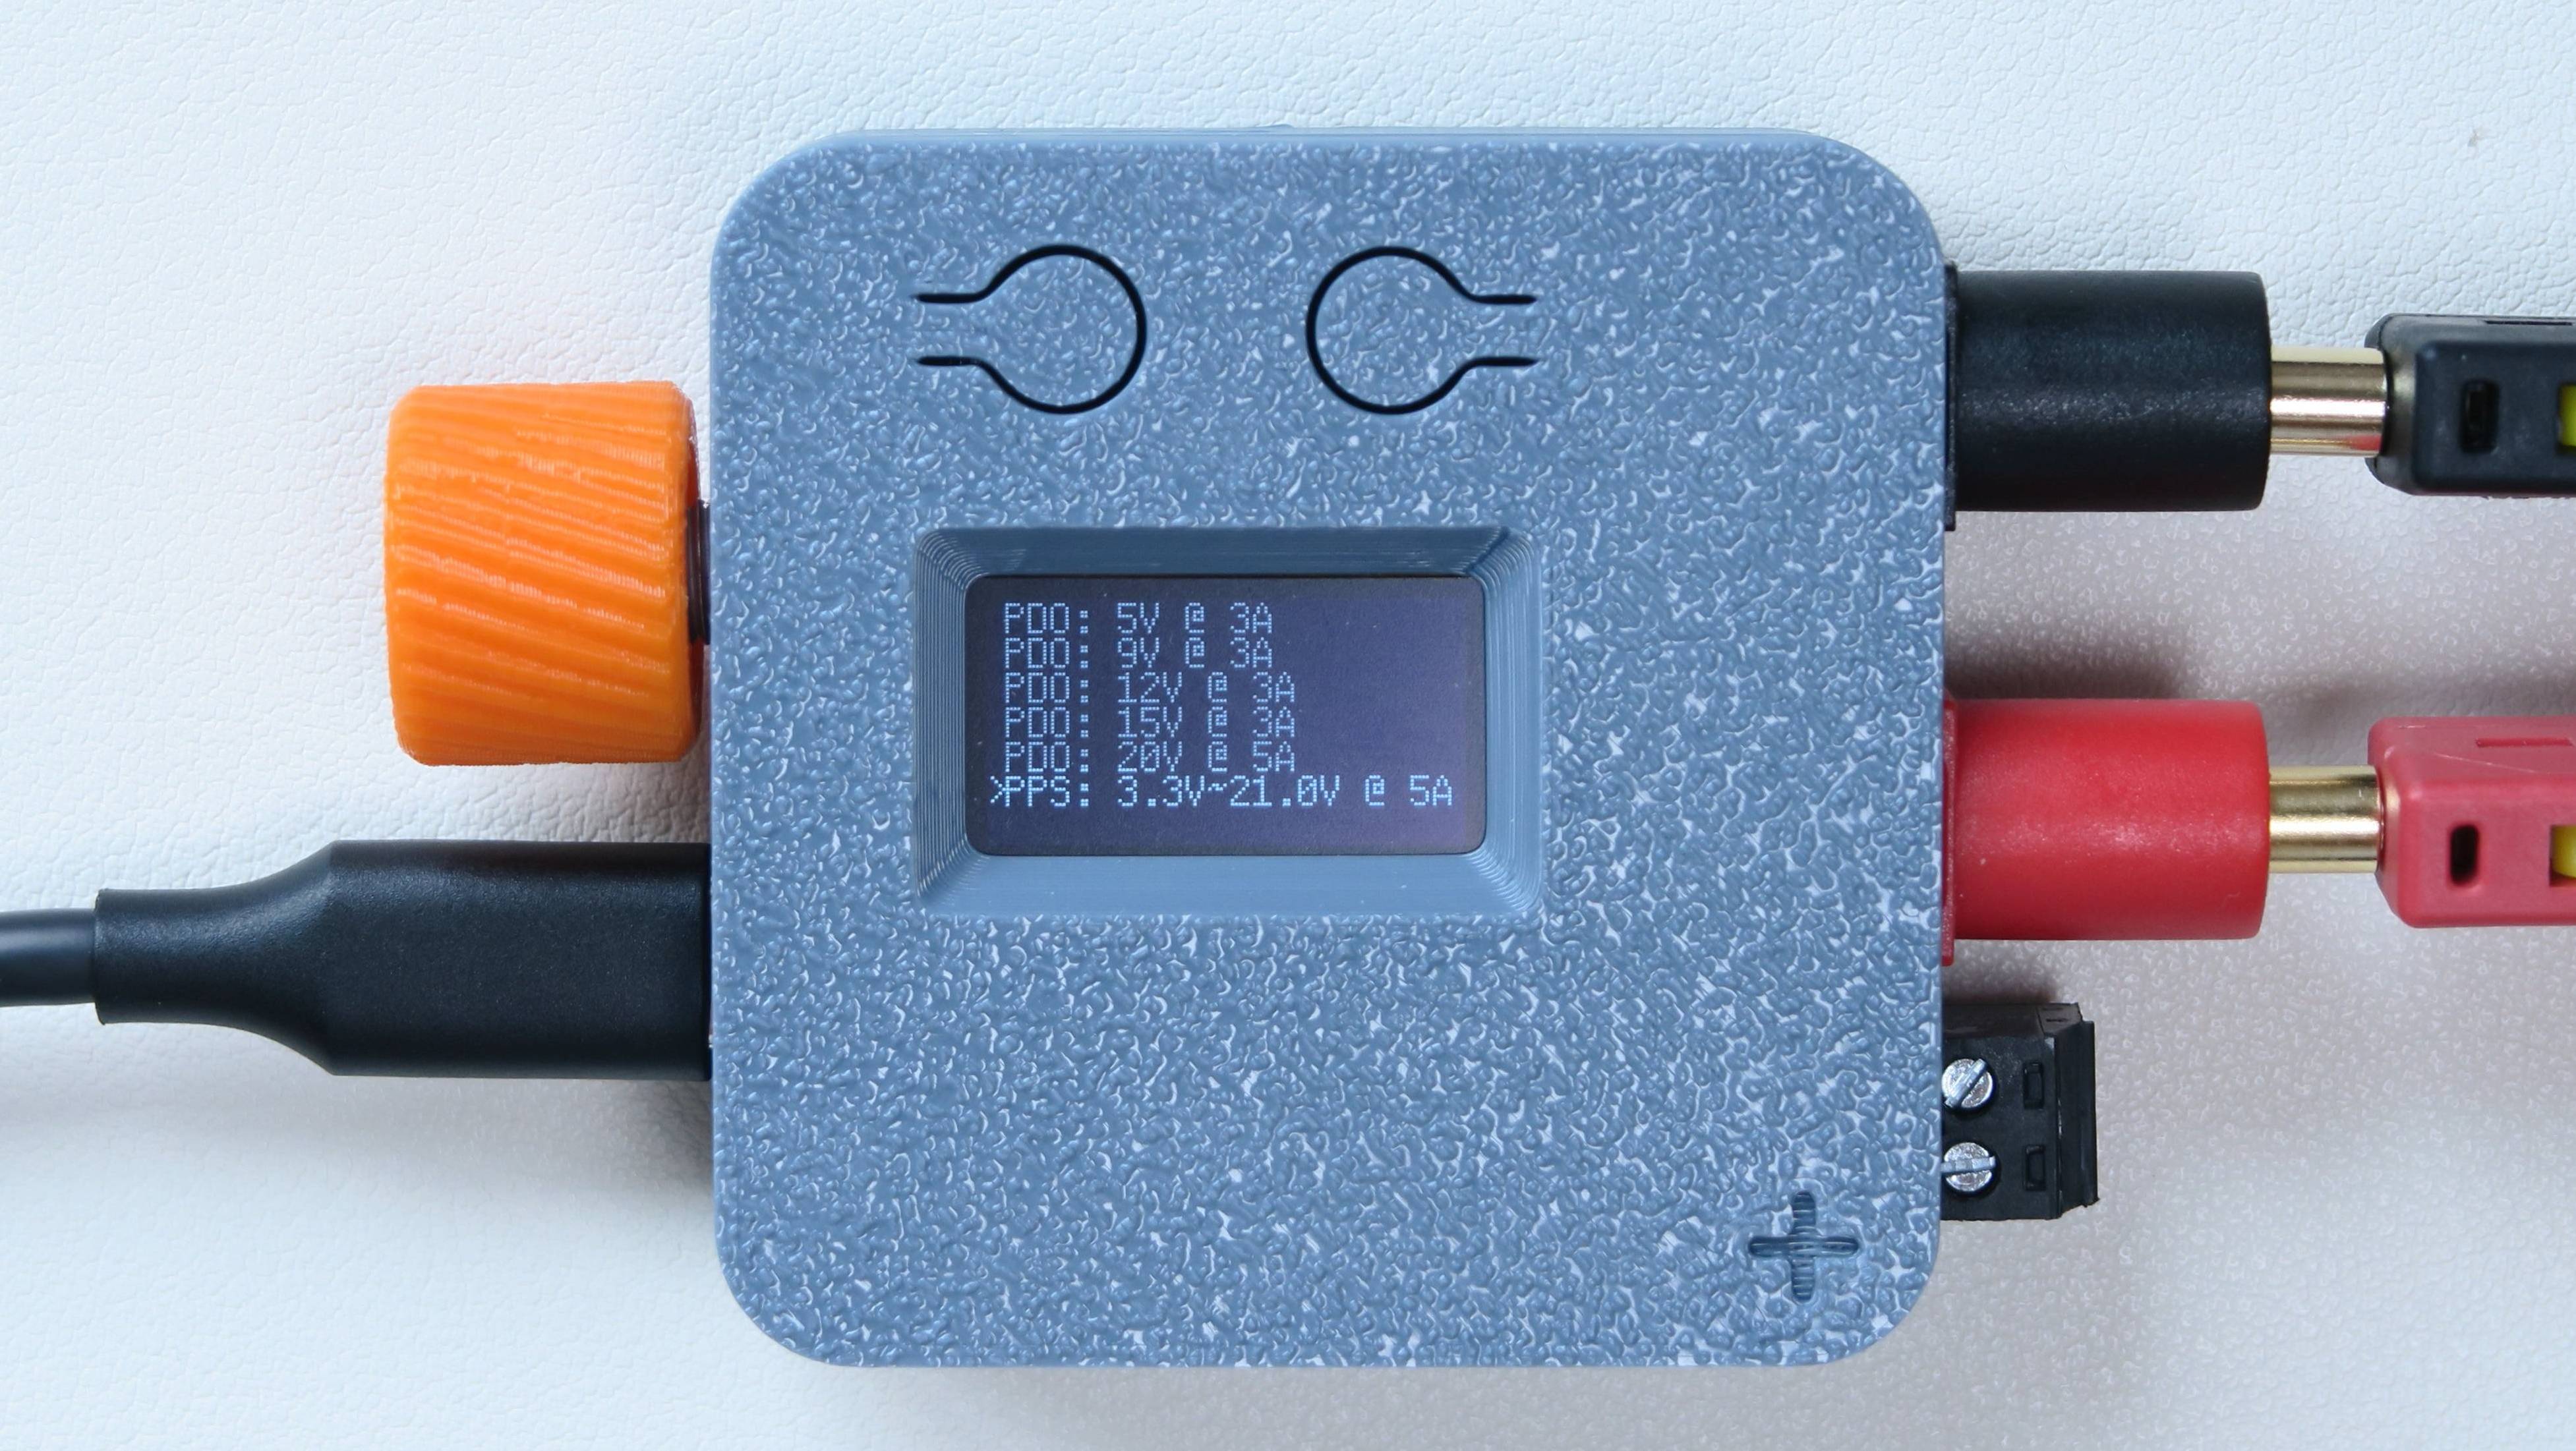 PDO: 5V @ 3A
PDO: 9V @ 3A
PDO: 12V @ 3A
PDO: 15V @ 3A
PDO: 20V @ 5A
>PPS: 3.3V~21.0V @ 5A